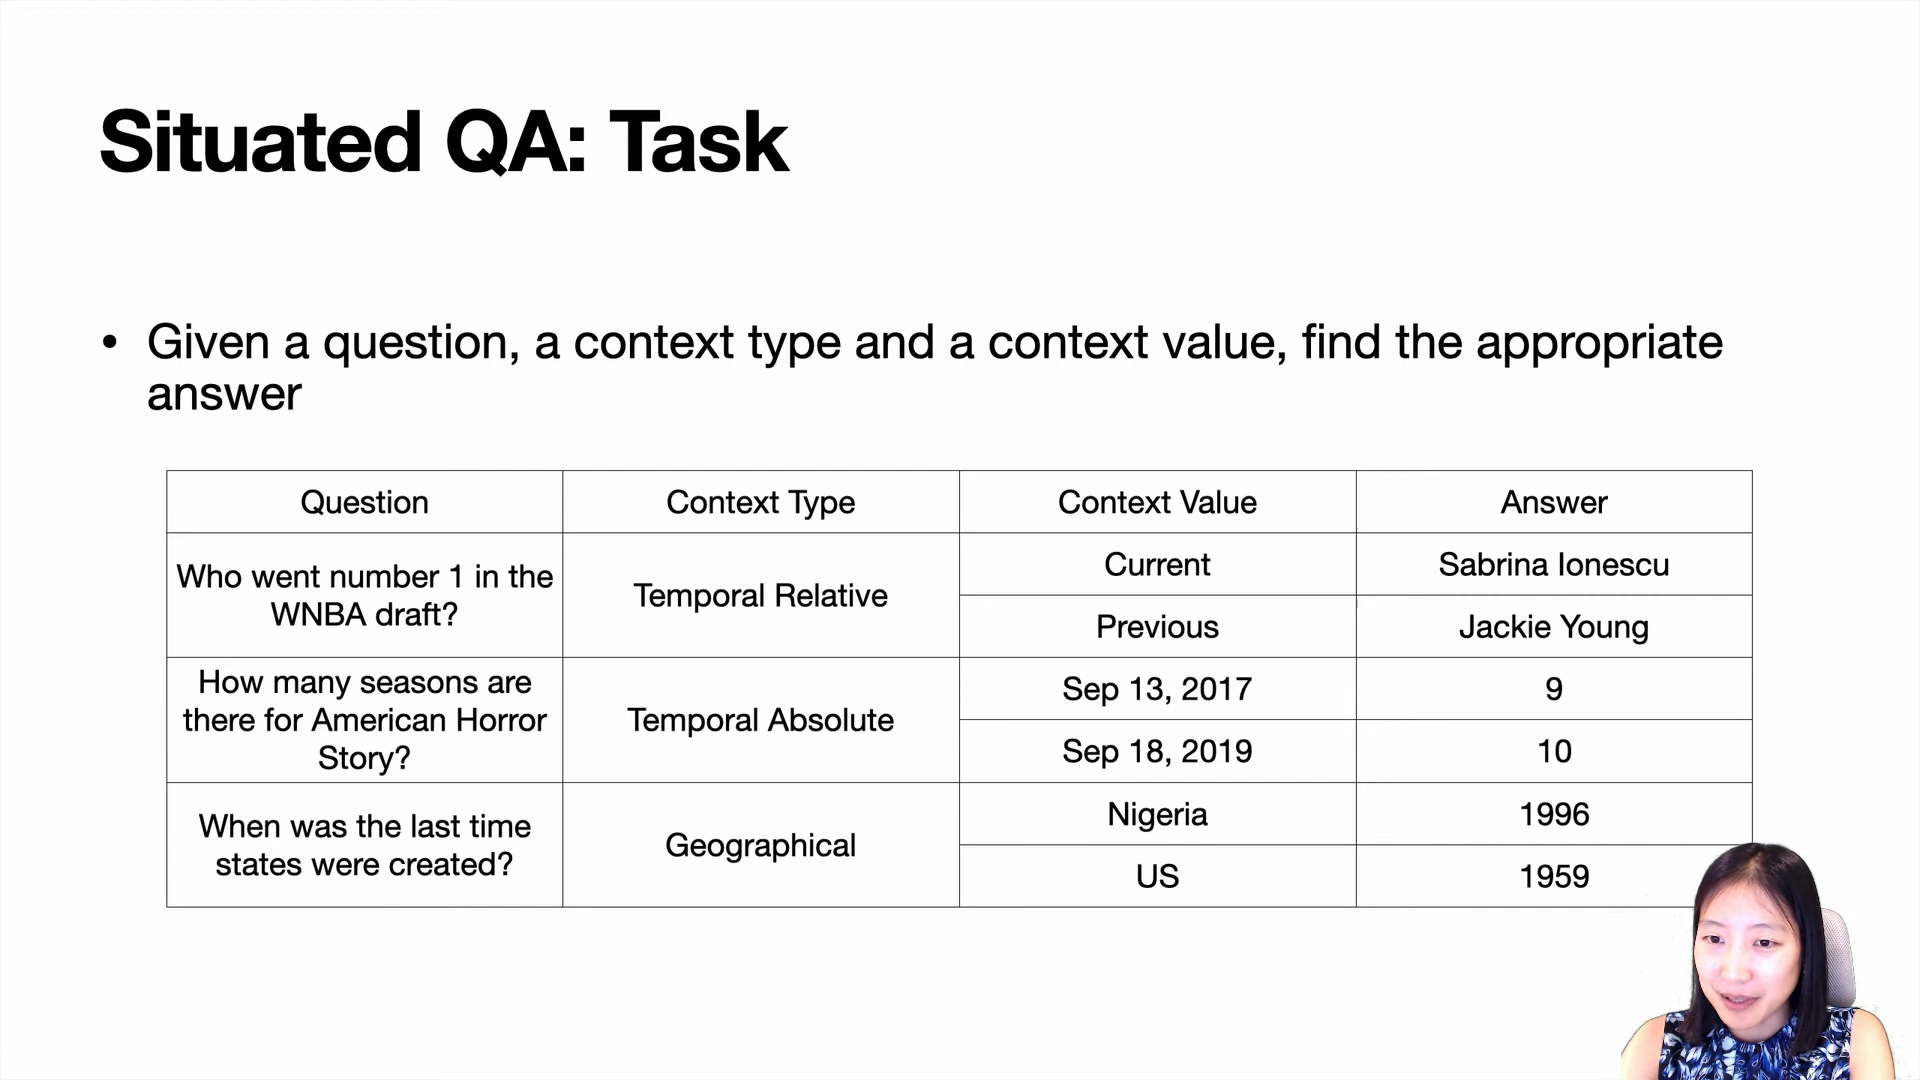 Situated QA: Task
• Given a question, a context type and a context value, find the appropriate
answer
Question
Context Type
Context Value
Answer
Who went number 1 in the
WNBA draft?
Temporal Relative
Current
Sabrina Ionescu
Previous
Jackie Young
How many seasons are
there for American Horror
Story?
Temporal Absolute
Sep 13, 2017
9
Sep 18, 2019
10
When was the last time
states were created?
Geographical
Nigeria
1996
US
1959